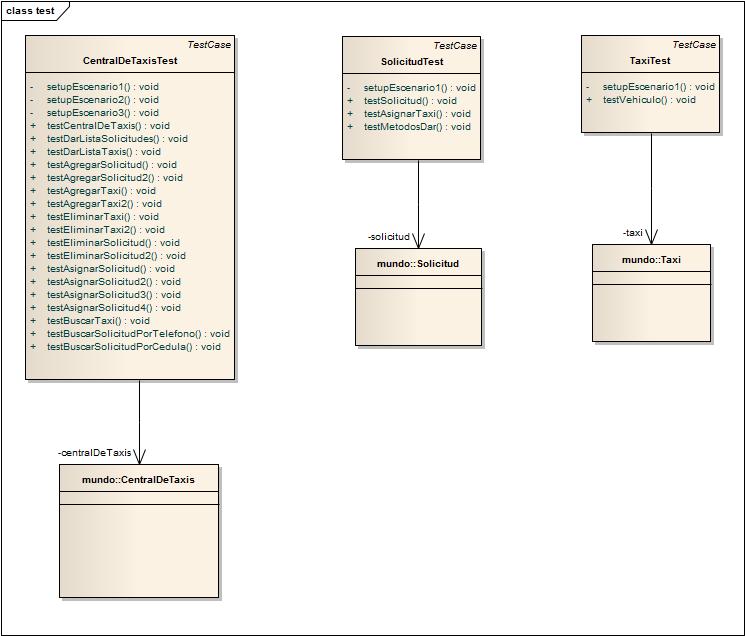 class test
TestCase
CentralDeTaxisTest
- setupEscenario1() : void
- setupEscenario2() : void
- setupEscenario3() : void
+ testCentralDeTaxis() : void
+ testDarListaSolicitudes() : void
+ testDarListaTaxis() : void
+ testAgregarSolicitud() : void
+ testAgregarSolicitud2() : void
+ testAgregarTaxi() : void
+ testAgregarTaxi2() : void
+ testEliminarTaxi() : void
+ testEliminarTaxi2() : void
+ testEliminarSolicitud() : void
+ testEliminarSolicitud2() : void
+ testAsignarSolicitud() : void
+ testAsignarSolicitud2() : void
+ testAsignarSolicitud3() : void
+ testAsignarSolicitud4() : void
+ testBuscarTaxi() : void
+ testBuscarSolicitudPorTelefono() : void
+ testBuscarSolicitudPorCedula() : void
-centralDeTaxis
mundo::CentralDeTaxis
TestCase
SolicitudTest
- setupEscenario1() : void
+ testSolicitud() : void
+ testAsignarTaxi() : void
+ testMetodosDar() : void
-solicitud
mundo::Solicitud
TestCase
TaxiTest
- setupEscenario1() : void
+ testVehiculo() : void
-taxi
mundo::Taxi